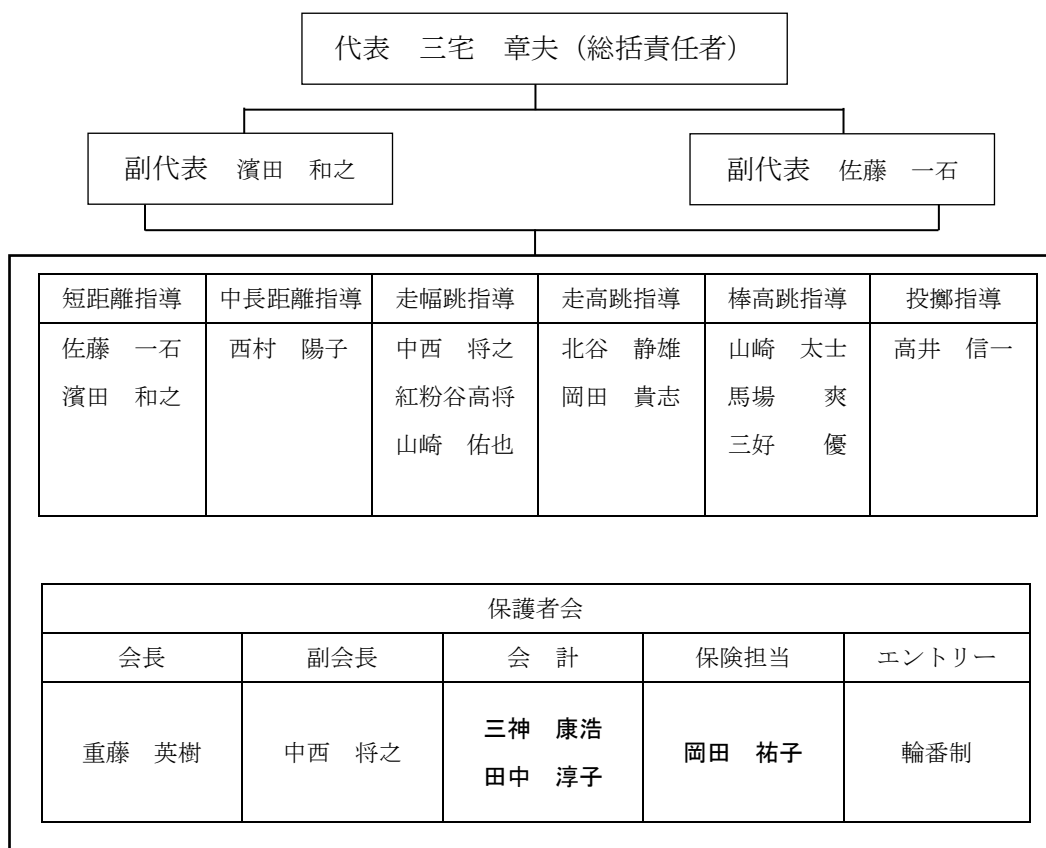 代表　三宅　章夫（総括責任者）
副代表　濱田　和之
副代表　佐藤　一石
短距離指導　中長距離指導　走幅跳指導　走高跳指導　棒高跳指導　投擲指導
佐藤　一石　西村　陽子　中西　将之　北谷　静雄　山崎　太士　高井　信一
濱田　和之　紅粉谷高将　岡田　貴志　馬場　爽
山崎　佑也　三好　優
保護者会
会長　副会長　会　計　保険担当　エントリー
重藤　英樹　中西　将之　三神　康浩　岡田　祐子　輪番制
田中　淳子